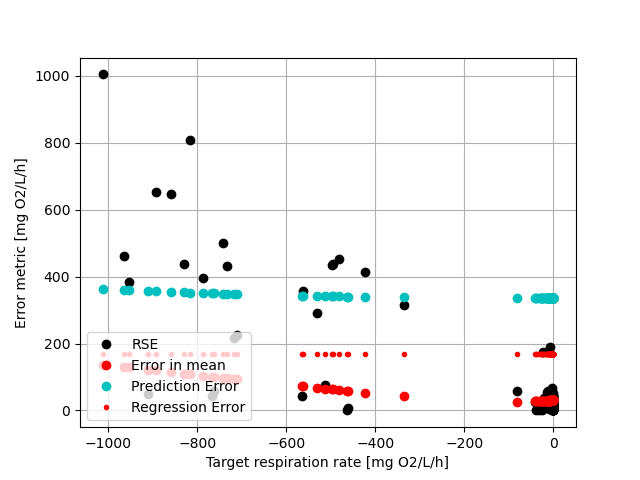 1000
800
600
400
200
0
Error metric [mg O2/L/h]
RSE
Error in mean
Prediction Error
Regression Error
−1000 −800 −600 −400 −200 0
Target respiration rate [mg O2/L/h]